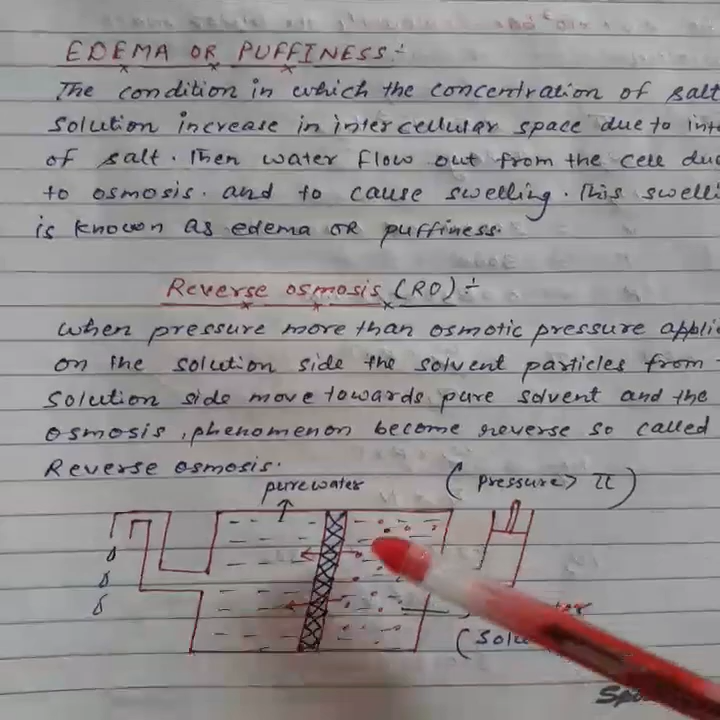 EDEMA OR PUFFINESS :-
The condition in which the concentration of salt
solution increase in intercellular space due to
of salt. Then water flow out from the cell due
to osmosis. and to cause swelling. This
is known as edema OR puffiness.
Reverse osmosis (RO) :-
when pressure more than osmotic pressure
on the solution side the solvent particles from
solution side move towards pure solvent and the
osmosis, phenomenon become reverse so called
Reverse osmosis.
pure water (Pressure > π)